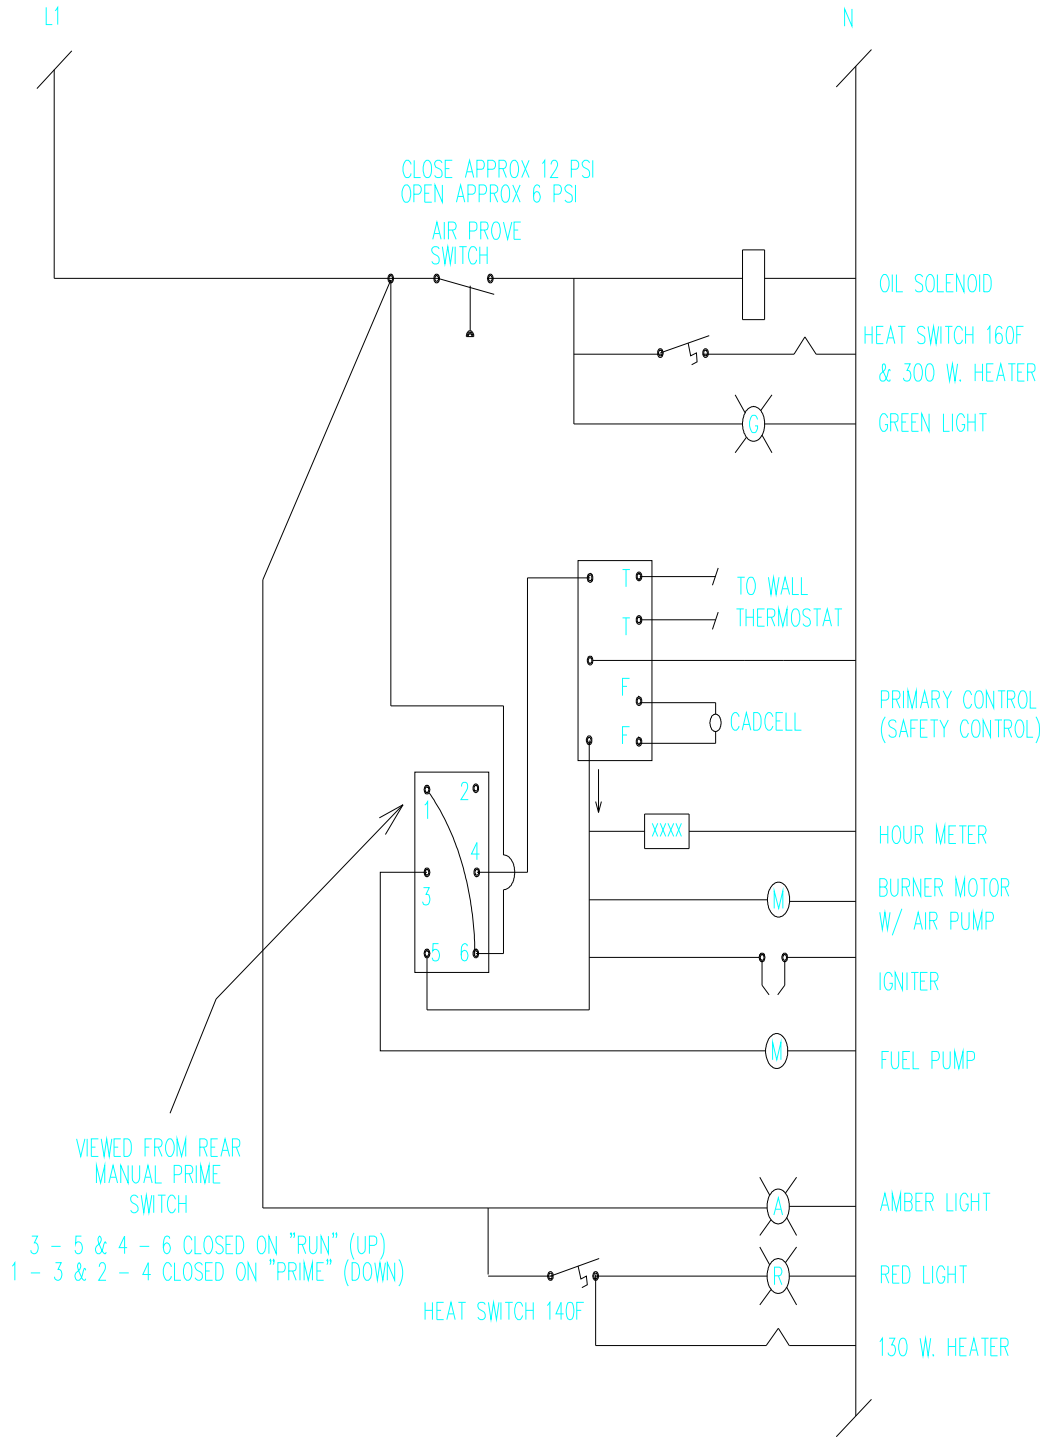 L1
N
CLOSE APPROX 12 PSI
OPEN APPROX 6 PSI
AIR PROVE
SWITCH
OIL SOLENOID
HEAT SWITCH 160F
& 300 W. HEATER
G
GREEN LIGHT
T
TO WALL
THERMOSTAT
T
F
PRIMARY CONTROL
(SAFETY CONTROL)
CADCELL
F
1
2
XXXX
HOUR METER
4
3
M
BURNER MOTOR
W/ AIR PUMP
5
6
IGNITER
M
FUEL PUMP
VIEWED FROM REAR
MANUAL PRIME
SWITCH
3 - 5 & 4 - 6 CLOSED ON "RUN" (UP)
1 - 3 & 2 - 4 CLOSED ON "PRIME" (DOWN)
A
AMBER LIGHT
R
RED LIGHT
HEAT SWITCH 140F
130 W. HEATER